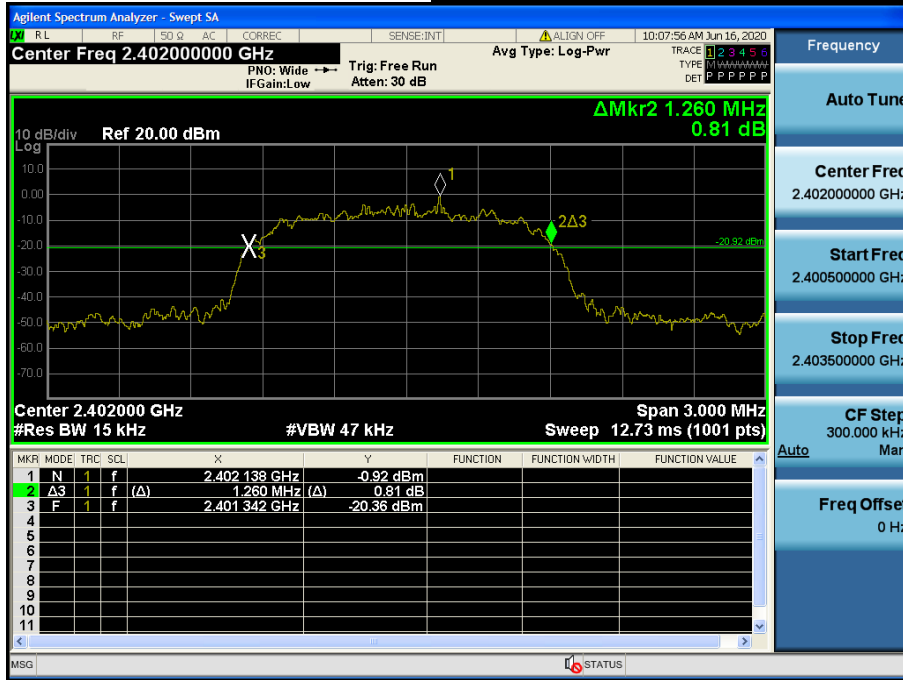 Agilent Spectrum Analyzer - Swept SA
LXI RL RF 50 Ω AC CORREC SENSE:INT ALIGN OFF 10:07:56 AM Jun 16, 2020
Center Freq 2.402000000 GHz
PNO: Wide
IFGain:Low
Trig: Free Run
Atten: 30 dB
Avg Type: Log-Pwr
TRACE 1 2 3 4 5 6
TYPE M WWWWW
DET P P P P P P
ΔMkr2 1.260 MHz
0.81 dB
10 dB/div Ref 20.00 dBm
Log
10.0
0.00
-10.0
-20.0
-30.0
-40.0
-50.0
-60.0
-70.0
1
2Δ3
3
-20.92 dBm
Center 2.402000 GHz Span 3.000 MHz
#Res BW 15 kHz #VBW 47 kHz Sweep 12.73 ms (1001 pts)
MKR MODE TRC SCL X Y FUNCTION FUNCTION WIDTH FUNCTION VALUE
1 N 1 f 2.402 138 GHz -0.92 dBm
2 Δ3 1 f (Δ) 1.260 MHz (Δ) 0.81 dB
3 F 1 f 2.401 342 GHz -20.36 dBm
4
5
6
7
8
9
10
11
MSG STATUS
Frequency
Auto Tune
Center Freq
2.402000000 GHz
Start Freq
2.400500000 GHz
Stop Freq
2.403500000 GHz
CF Step
300.000 kHz
Auto Man
Freq Offset
0 Hz